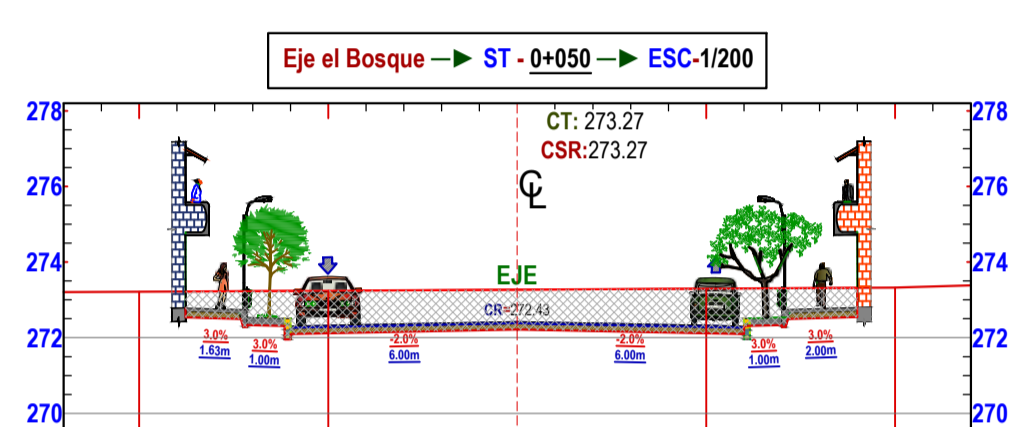 Eje el Bosque ST - 0+050 ESC-1/200
278 278
CT: 273.27
CSR:273.27
276 276
CL
274 274
EJE
CR=272.43
272 272
3.0% 3.0% -2.0% -2.0% 3.0% 3.0%
1.63m 1.00m 6.00m 6.00m 1.00m 2.00m
270 270